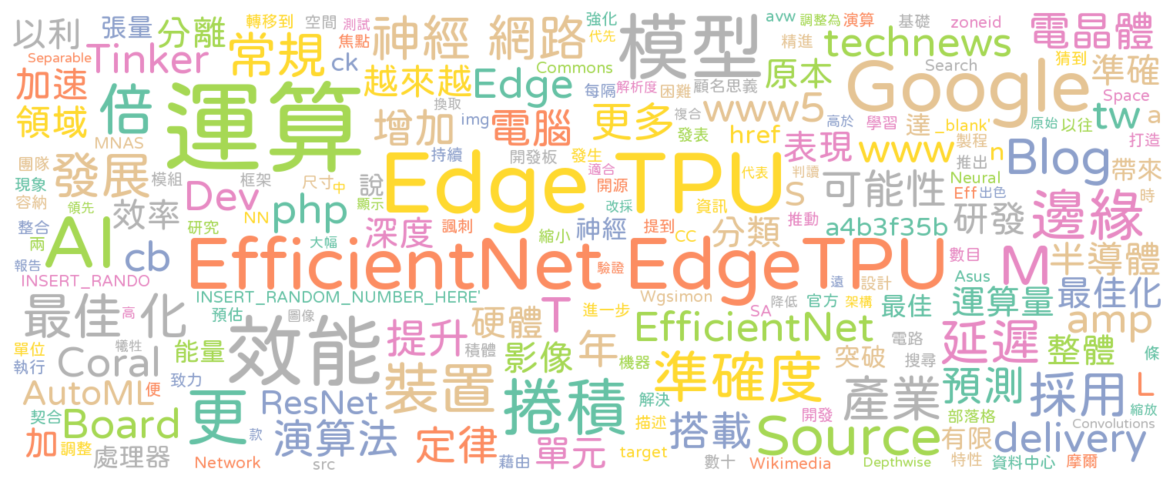 以利 張量 分離 轉移到 空間 測試 焦點 強化 代先 神經 網路 模型 avw 調整為 演算 精進 基礎 zoneid 電晶體
Separable Tinker 常規 ck 越來越 Commons Edge 每隔 解析度 困難 顧名思義 原本 technews Search 猜到 準確
加速 倍 運算 增加 換取 img 電腦 更多 發表 複合 www5 Google Space tw a
領域 MNAS 持續 開發板 發生 href 高於 學習 達 _blank' 製程 原始 以往 打造
團隊 發展 模組 框架 尺寸 中 Edge TPU 適合 代表 判讀 表現 www 推出 n Blog 帶來
現象 容納 Dev 說 顯示 開源 改採 資訊 S 可能性 Neural Eff 出色 時
整合 領先 效率 NN php 深度 諷刺 縮小 神經 提到 CC 分類 推動 a4b3f35b 研發 邊緣
兩 AI cb 研究 大幅 EfficientNet EdgeTPU 驗證 遠 設計 數目 M 半導體
報告 INSERT_RANDO INSERT_RANDOM_NUMBER_HERE' 進一步 Wgsimon 降低 官方 架構 Asus
最佳 化 高 預估 圖像 提升 T 硬體 SA 最佳 運算量 最佳化
單位 犧牲 效能 積體 影像 年 EfficientNet 電路 延遲 amp
執行 Coral 能量 機器 準確度 突破 搜尋 整體 條
AutoML 便 致力 裝置 捲積 解決 產業 預測 採用 L
契合 Board 更 ResNet 描述 搭載 開發 部落格 縮放
加 調整 款 演算法 定律 單元 target Source 有限 delivery Convolutions
處理器 Network src 藉由 數十 Wikimedia Depthwise 特性 資料中心 摩爾